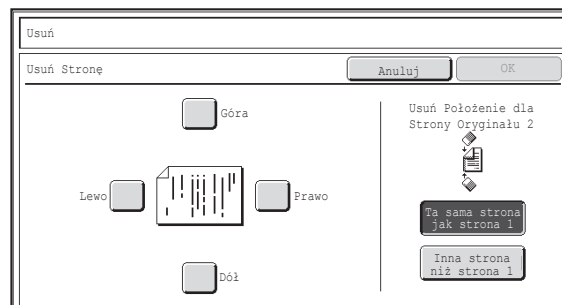 Usuń
Usuń Stronę
Anuluj
OK
Góra
Lewo
Prawo
Dół
Usuń Położenie dla
Strony Oryginału 2
Ta sama strona
jak strona 1
Inna strona
niż strona 1